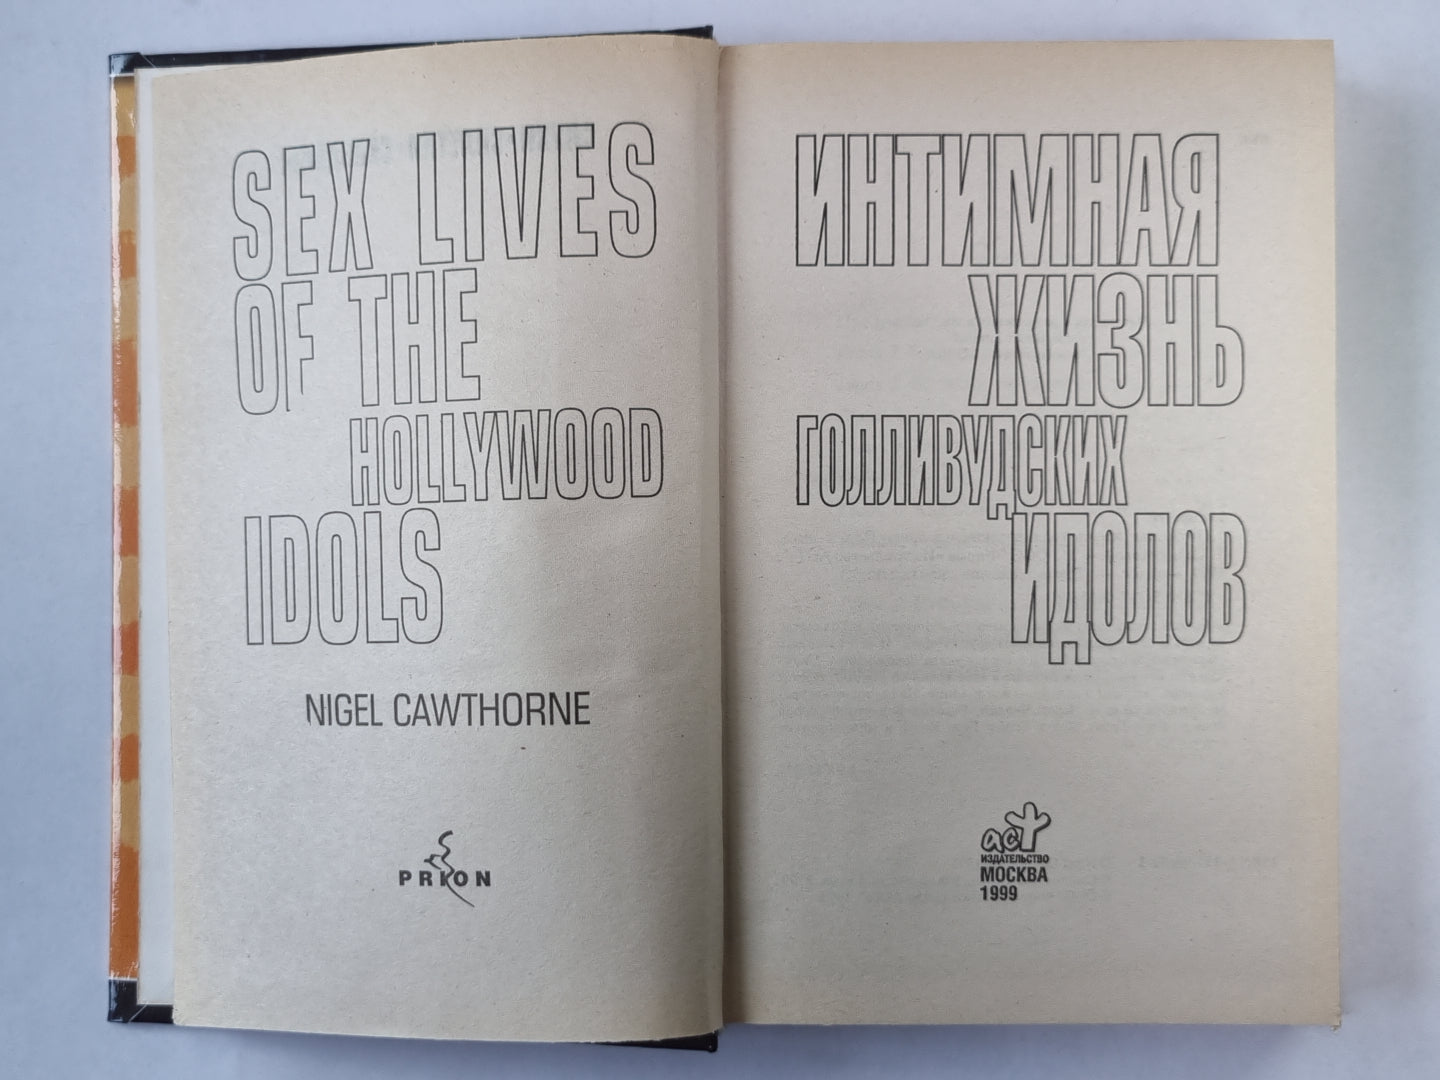 SEX LIVES
OF THE
HOLLYWOOD
IDOLS
NIGEL CAWTHORNE
PRION
ИНТИМНАЯ
ЖИЗНЬ
ГОЛЛИВУДСКИХ
ИДОЛОВ
аст
ИЗДАТЕЛЬСТВО
МОСКВА
1999